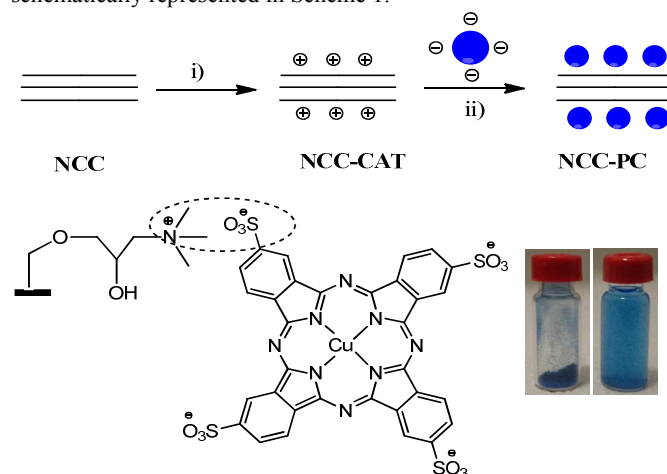 schematically represented in Scheme 1.
⊕ ⊕ ⊕
⊖ ⊖ ⊖ ⊖
i)
ii)
⊕ ⊕ ⊕
NCC
NCC-CAT
NCC-PC
O
⊕
N
OH
⊖
O3S
⊖
SO3
N
N
N
N
N
Cu
N
N
N
⊖
O3S
⊖
SO3